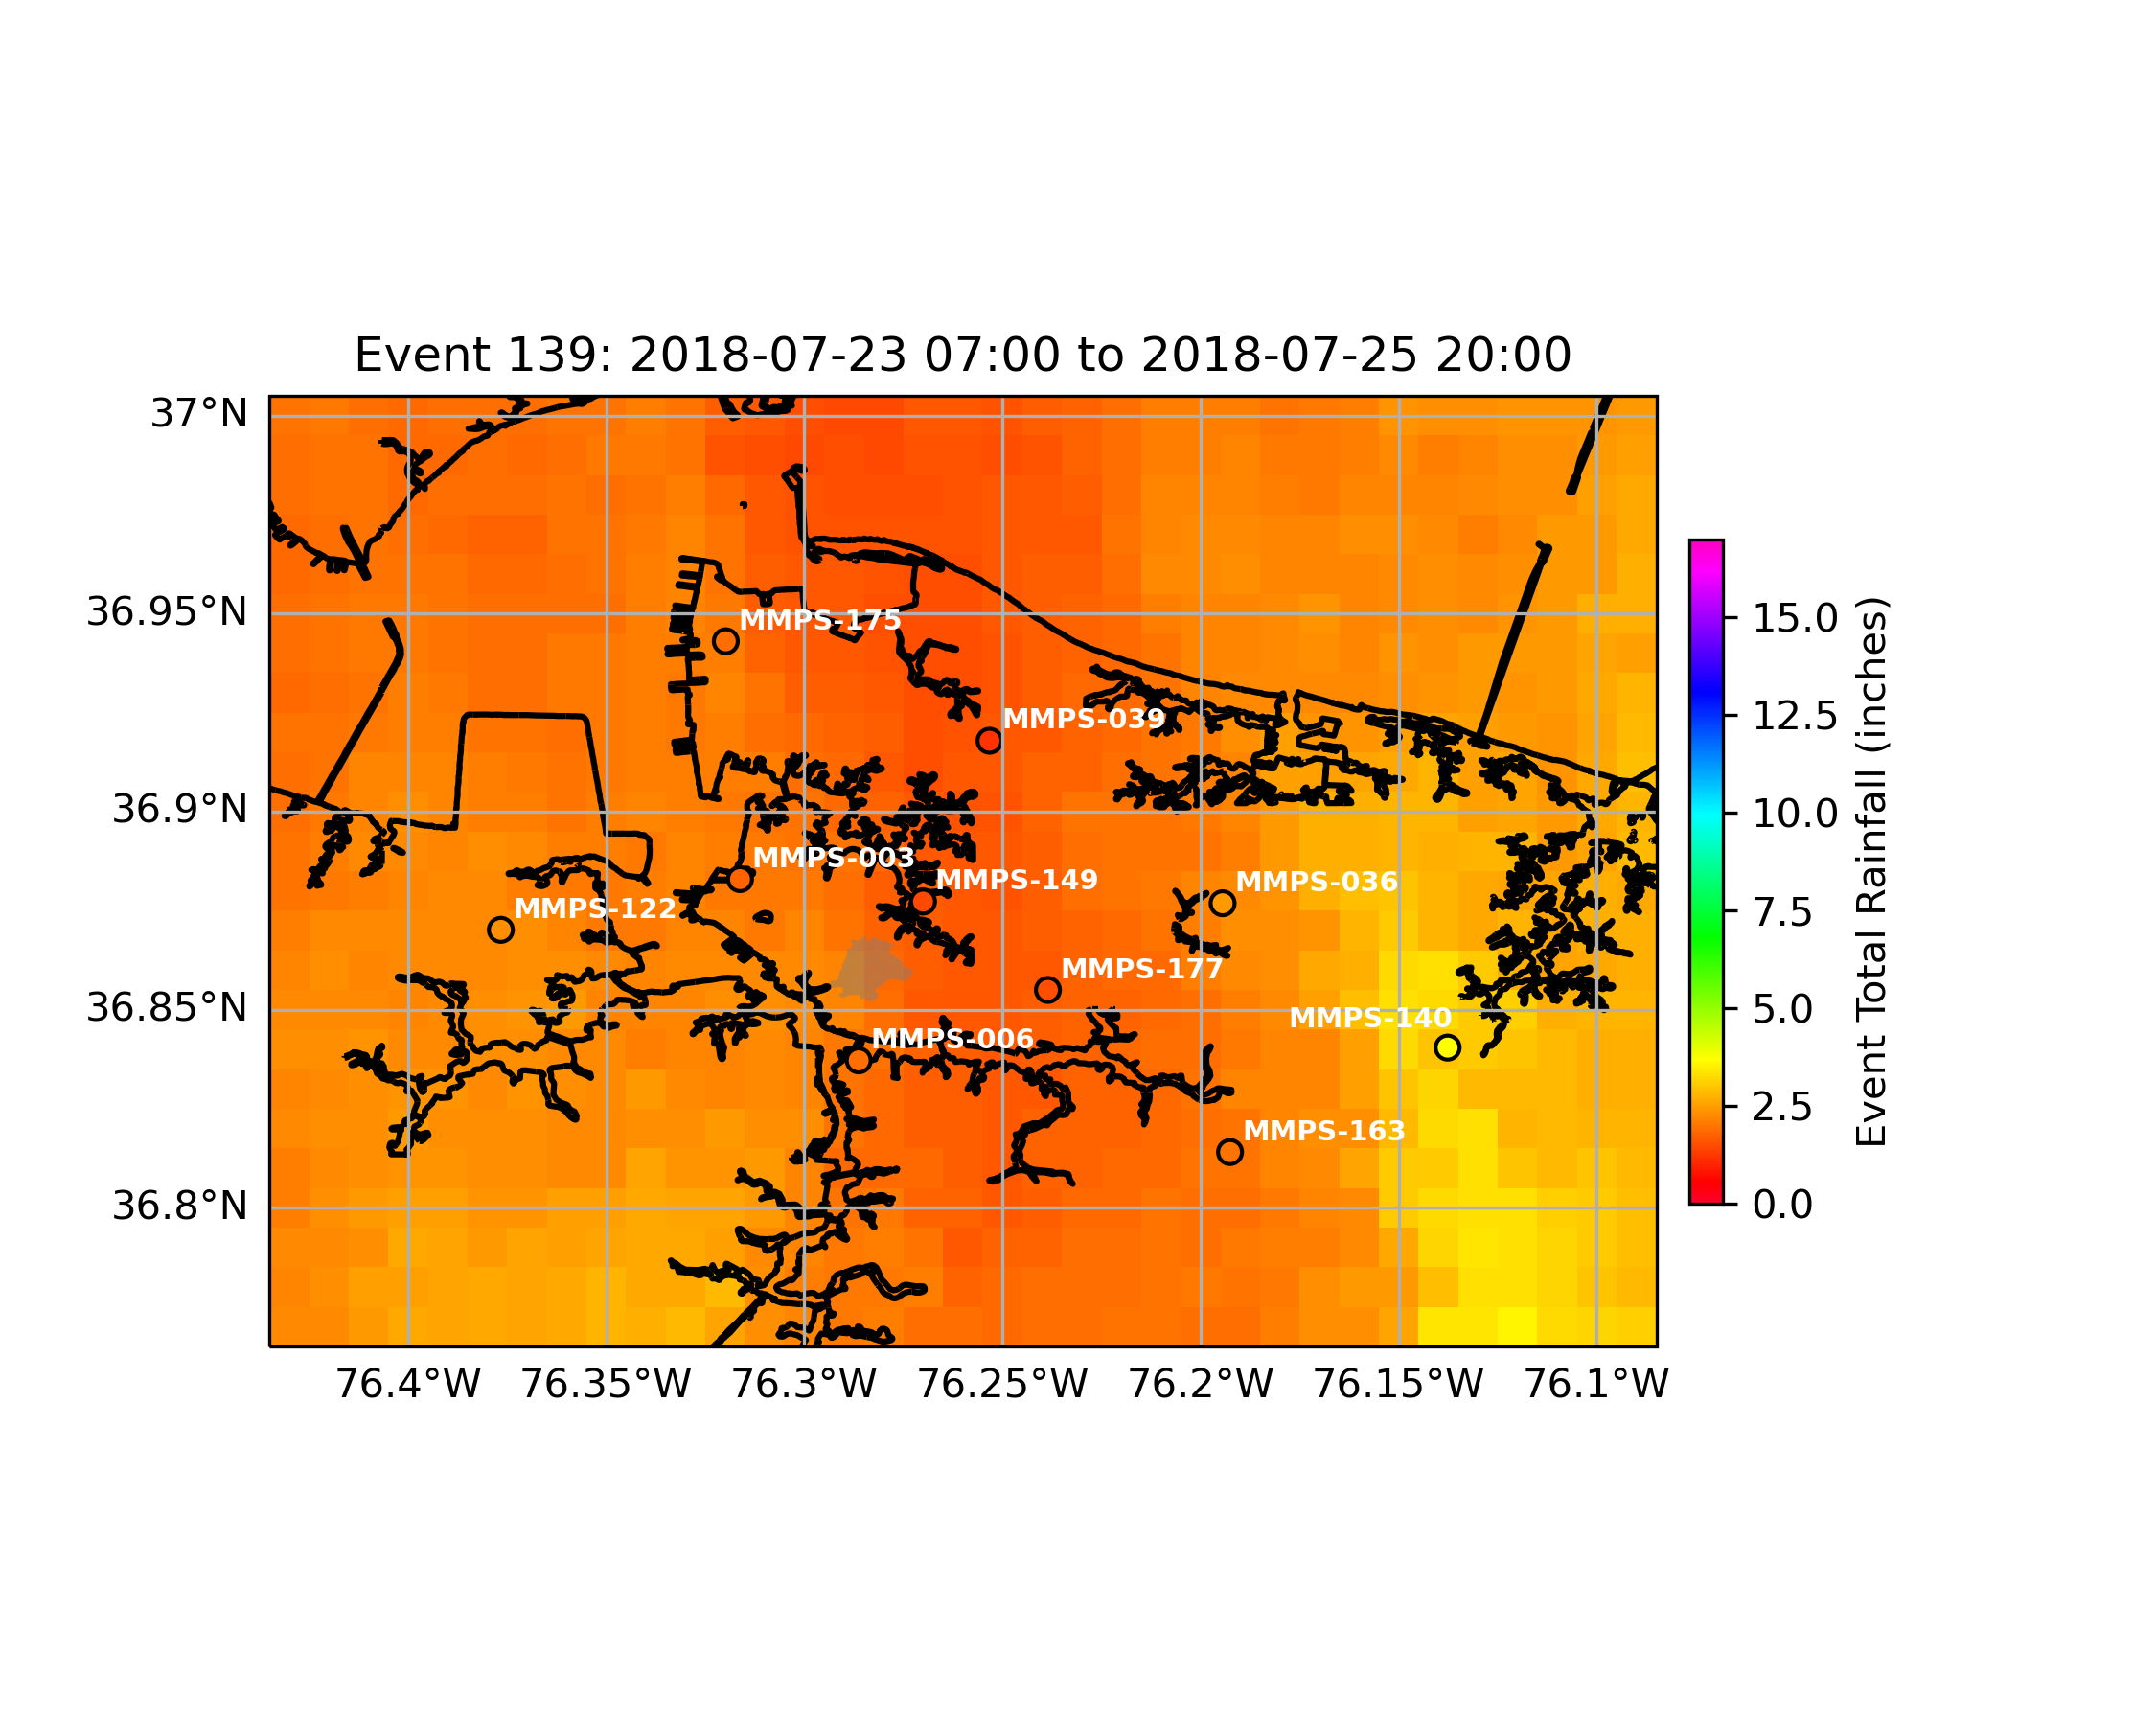 Event 139: 2018-07-23 07:00 to 2018-07-25 20:00
37°N
36.95°N
36.9°N
36.85°N
36.8°N
MMPS-175
MMPS-039
MMPS-003
MMPS-149
MMPS-036
MMPS-122
MMPS-177
MMPS-140
MMPS-006
MMPS-163
76.4°W 76.35°W 76.3°W 76.25°W 76.2°W 76.15°W 76.1°W
15.0
12.5
10.0
7.5
5.0
2.5
0.0
Event Total Rainfall (inches)